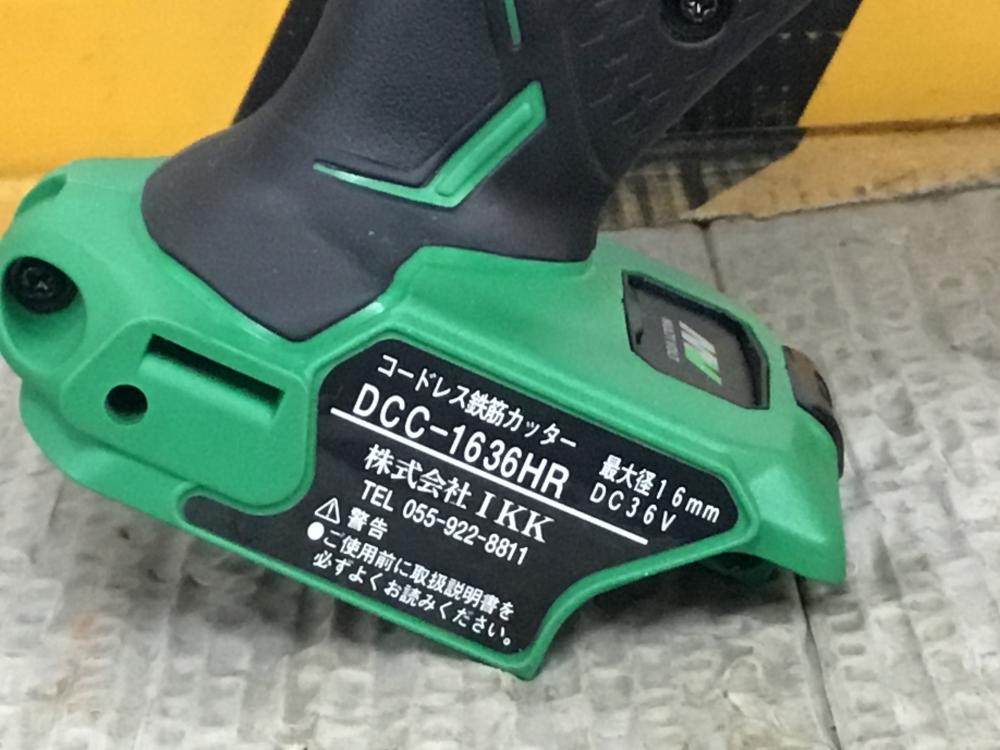 コードレス鉄筋カッター
DCC-1636HR
最大径16mm
DC36V
株式会社IKK
TEL 055-922-8811
警告
●ご使用前に取扱説明書を
必ずよくお読みください。